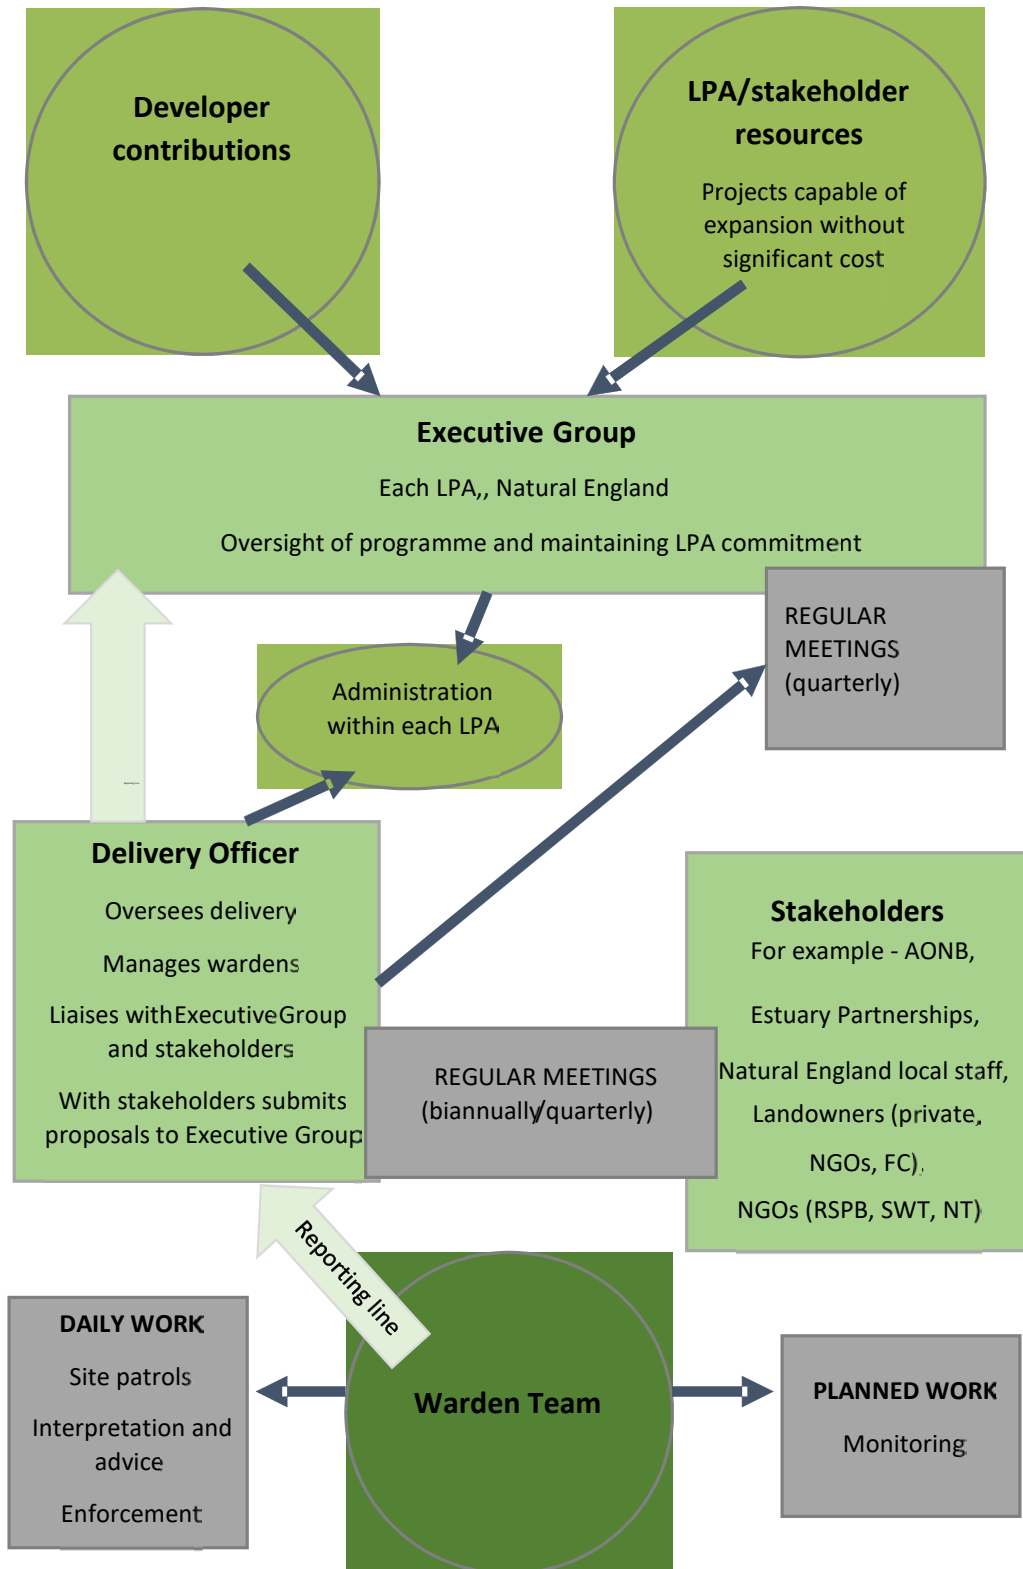 Developer
contributions
LPA/stakeholder
resources
Projects capable of
expansion without
significant cost
Executive Group
Each LPA,, Natural England
Oversight of programme and maintaining LPA commitment
REGULAR
MEETINGS
(quarterly)
Administration
within each LPA
Delivery Officer
Oversees delivery
Manages wardens
Liaises with Executive Group
and stakeholders
With stakeholders submits
proposals to Executive Group
REGULAR MEETINGS
(biannually/quarterly)
Stakeholders
For example - AONB,
Estuary Partnerships,
Natural England local staff,
Landowners (private,
NGOs, FC),
NGOs (RSPB, SWT, NT)
Reporting line
Warden Team
DAILY WORK
Site patrols
Interpretation and
advice
Enforcement
PLANNED WORK
Monitoring